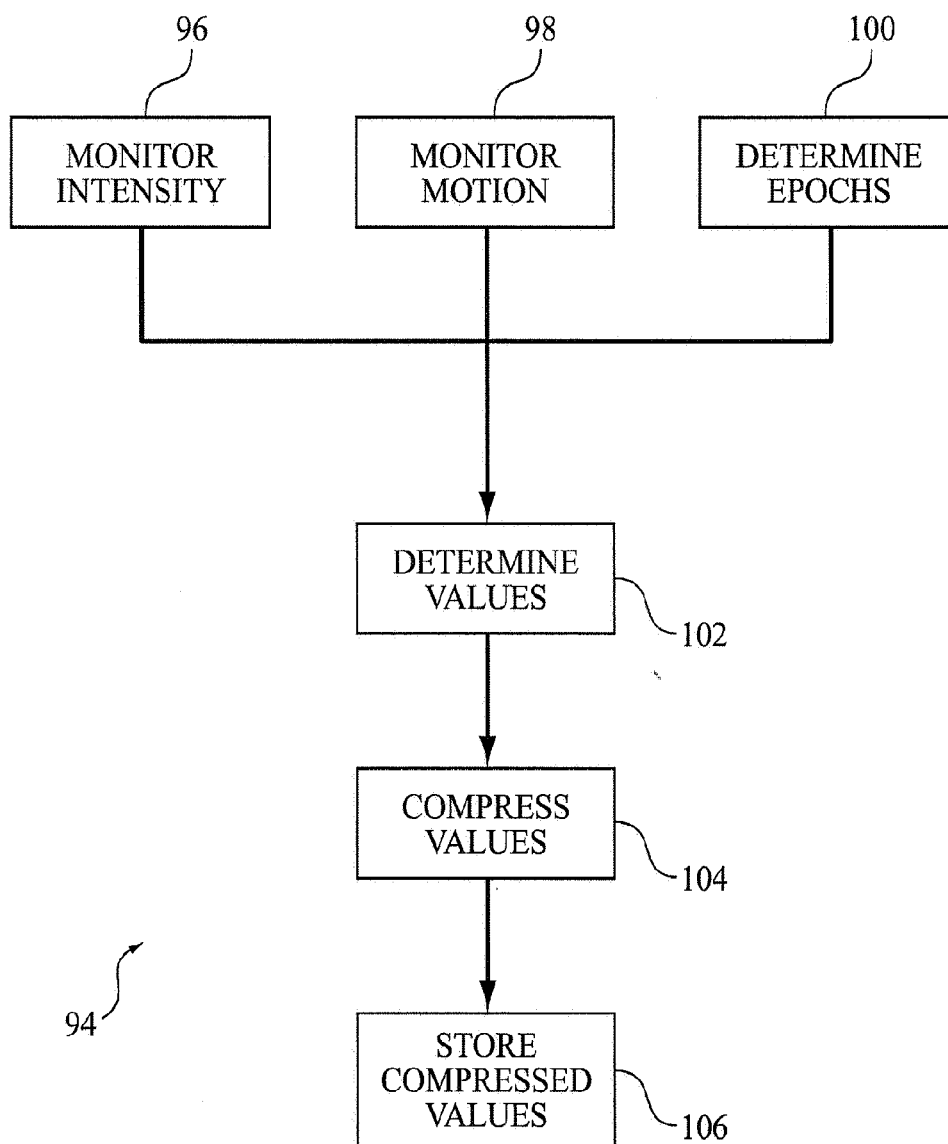 96
98
100
MONITOR
INTENSITY
MONITOR
MOTION
DETERMINE
EPOCHS
DETERMINE
VALUES
102
COMPRESS
VALUES
104
94
STORE
COMPRESSED
VALUES
106